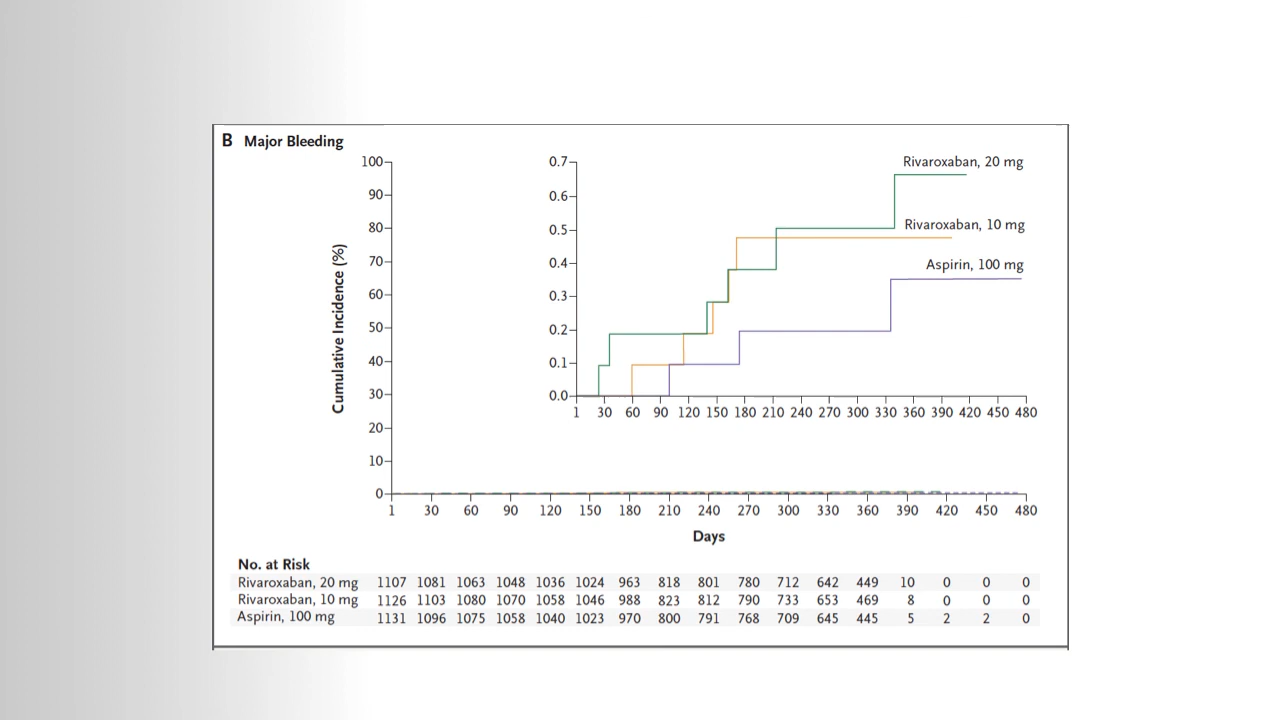 B Major Bleeding
Cumulative Incidence (%)
100
90
80
70
60
50
40
30
20
10
0
1 30 60 90 120 150 180 210 240 270 300 330 360 390 420 450 480
Days
0.7
0.6
0.5
0.4
0.3
0.2
0.1
0.0
1 30 60 90 120 150 180 210 240 270 300 330 360 390 420 450 480
Rivaroxaban, 20 mg
Rivaroxaban, 10 mg
Aspirin, 100 mg
No. at Risk
Rivaroxaban, 20 mg 1107 1081 1063 1048 1036 1024 963 818 801 780 712 642 449 10 0 0 0
Rivaroxaban, 10 mg 1126 1103 1080 1070 1058 1046 988 823 812 790 733 653 469 8 0 0 0
Aspirin, 100 mg 1131 1096 1075 1058 1040 1023 970 800 791 768 709 645 445 5 2 2 0